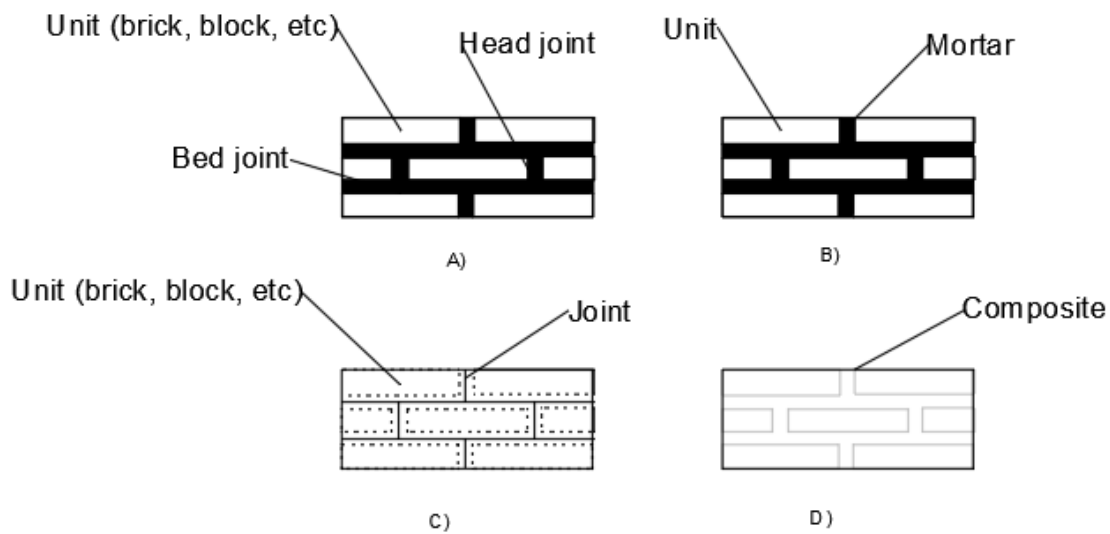 Unit (brick, block, etc)
Head joint
Bed joint
A)
Unit
Mortar
B)
Unit (brick, block, etc)
Joint
C)
Composite
D)